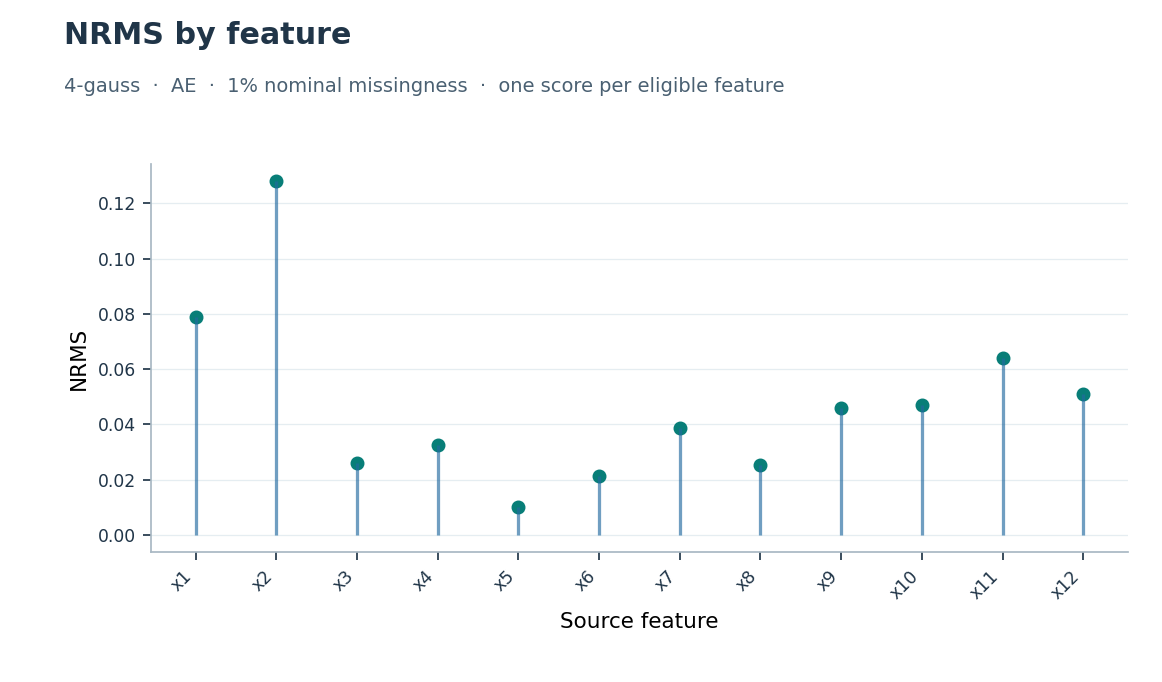 NRMS by feature
4-gauss · AE · 1% nominal missingness · one score per eligible feature
NRMS
0.12
0.10
0.08
0.06
0.04
0.02
0.00
x1 x2 x3 x4 x5 x6 x7 x8 x9 x10 x11 x12
Source feature